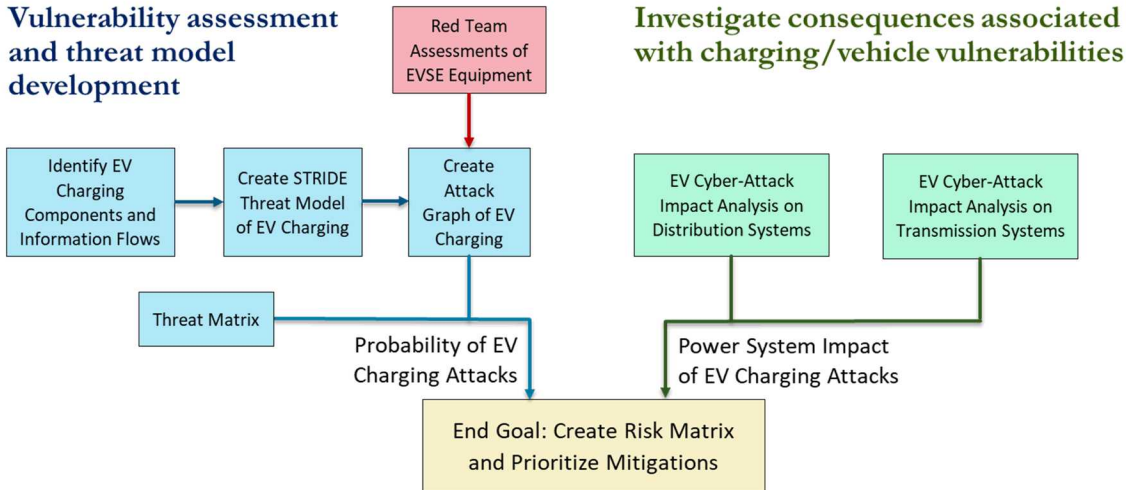 Vulnerability assessment
and threat model
development
Investigate consequences associated
with charging/vehicle vulnerabilities
Red Team
Assessments of
EVSE Equipment
Identify EV
Charging
Components and
Information Flows
Create STRIDE
Threat Model
of EV Charging
Create
Attack
Graph of EV
Charging
EV Cyber-Attack
Impact Analysis on
Distribution Systems
EV Cyber-Attack
Impact Analysis on
Transmission Systems
Threat Matrix
Probability of EV
Charging Attacks
Power System Impact
of EV Charging Attacks
End Goal: Create Risk Matrix
and Prioritize Mitigations